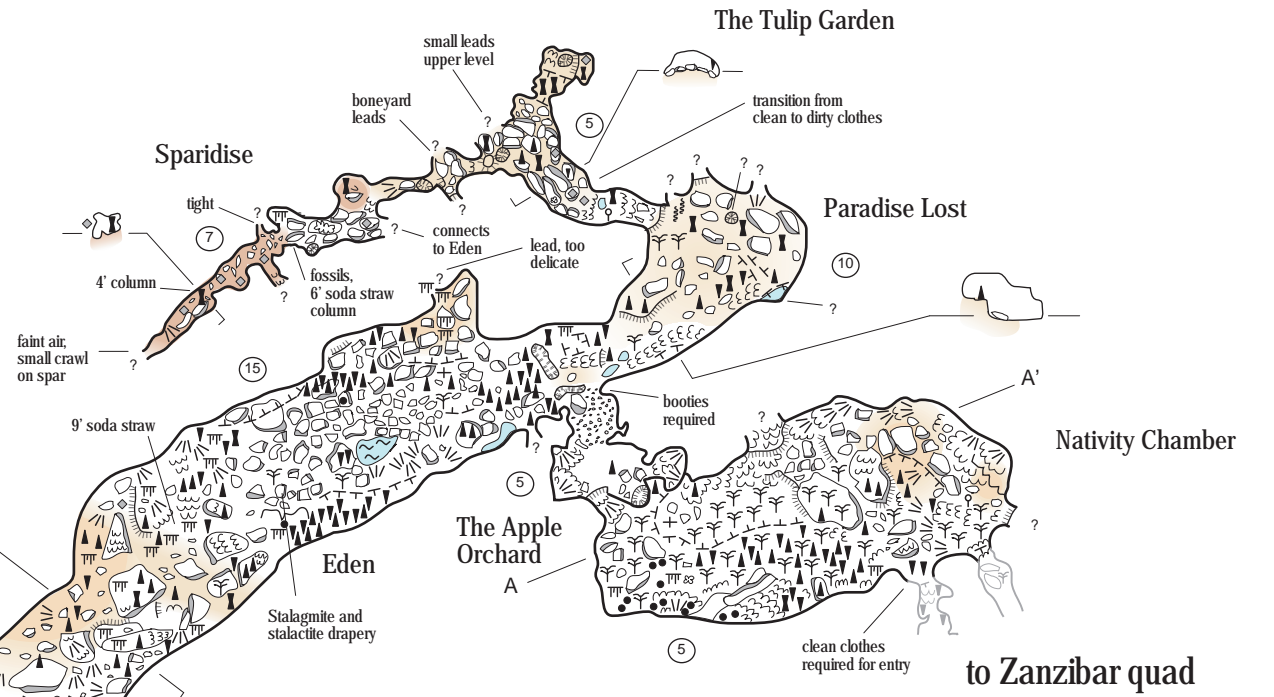 The Tulip Garden
small leads
upper level
?
boneyard
leads
?
5
transition from
clean to dirty clothes
Sparidise
?
?
?
?
?
Paradise Lost
tight
?
7
?
connects
to Eden
lead, too
delicate
10
4' column
fossils,
6' soda straw
column
?
?
?
faint air,
small crawl
on spar
?
15
booties
required
A'
9' soda straw
?
?
Nativity Chamber
5
The Apple
Orchard
A
?
Eden
Stalagmite and
stalactite drapery
5
clean clothes
required for entry
to Zanzibar quad